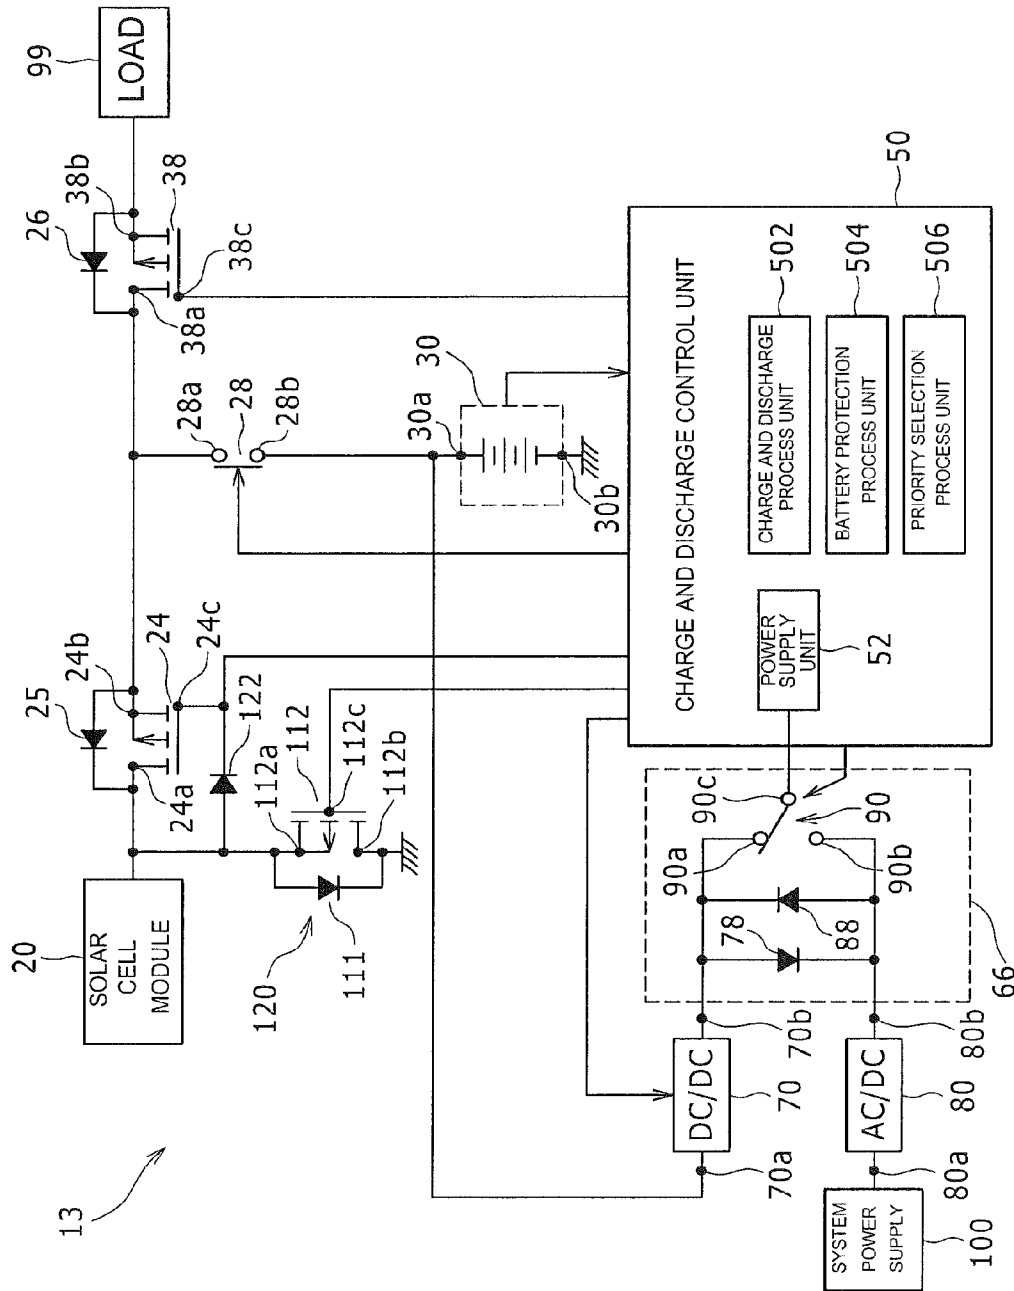 13
20
SOLAR
CELL
MODULE
25
24b
24a
24
24c
122
112a
112
112c
112b
120
111
26
38b
38a
38
38c
99
LOAD
28a
28
28b
30
30a
30b
50
CHARGE AND DISCHARGE CONTROL UNIT
502
CHARGE AND DISCHARGE
PROCESS UNIT
504
BATTERY PROTECTION
PROCESS UNIT
506
PRIORITY SELECTION
PROCESS UNIT
POWER
SUPPLY
UNIT
52
90c
90
90a
90b
78
88
66
70b
80b
DC/DC
70
70a
AC/DC
80
80a
SYSTEM
POWER
SUPPLY
100